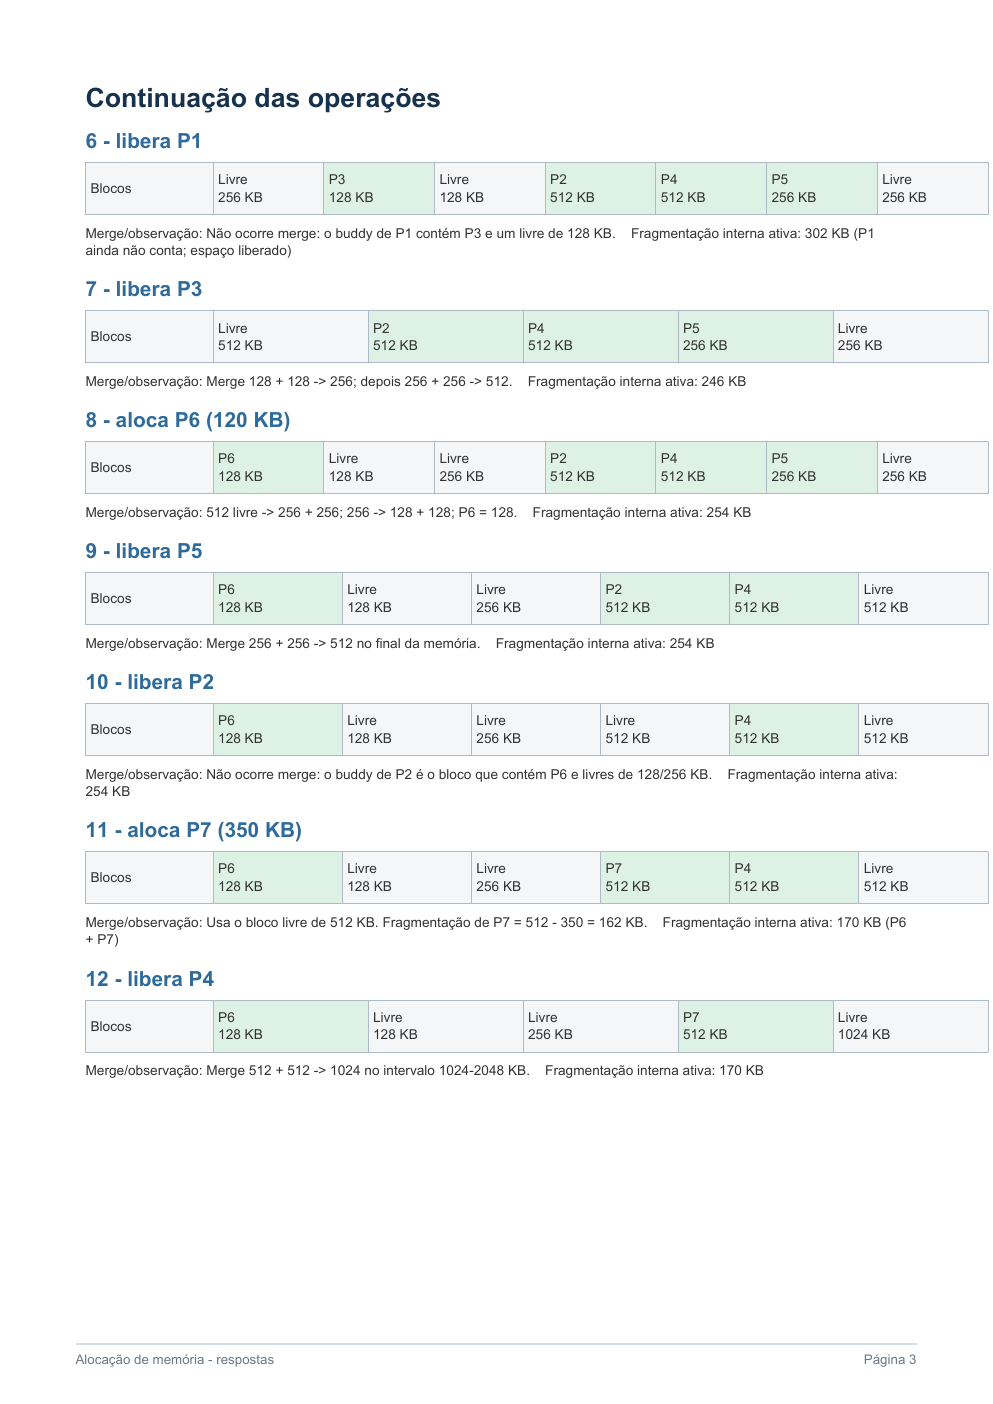 Continuação das operações
6 - libera P1
Blocos
Livre
256 KB
P3
128 KB
Livre
128 KB
P2
512 KB
P4
512 KB
P5
256 KB
Livre
256 KB
Merge/observação: Não ocorre merge: o buddy de P1 contém P3 e um livre de 128 KB. Fragmentação interna ativa: 302 KB (P1
ainda não conta; espaço liberado)
7 - libera P3
Blocos
Livre
512 KB
P2
512 KB
P4
512 KB
P5
256 KB
Livre
256 KB
Merge/observação: Merge 128 + 128 -> 256; depois 256 + 256 -> 512. Fragmentação interna ativa: 246 KB
8 - aloca P6 (120 KB)
Blocos
P6
128 KB
Livre
128 KB
Livre
256 KB
P2
512 KB
P4
512 KB
P5
256 KB
Livre
256 KB
Merge/observação: 512 livre -> 256 + 256; 256 -> 128 + 128; P6 = 128. Fragmentação interna ativa: 254 KB
9 - libera P5
Blocos
P6
128 KB
Livre
128 KB
Livre
256 KB
P2
512 KB
P4
512 KB
Livre
512 KB
Merge/observação: Merge 256 + 256 -> 512 no final da memória. Fragmentação interna ativa: 254 KB
10 - libera P2
Blocos
P6
128 KB
Livre
128 KB
Livre
256 KB
Livre
512 KB
P4
512 KB
Livre
512 KB
Merge/observação: Não ocorre merge: o buddy de P2 é o bloco que contém P6 e livres de 128/256 KB. Fragmentação interna ativa:
254 KB
11 - aloca P7 (350 KB)
Blocos
P6
128 KB
Livre
128 KB
Livre
256 KB
P7
512 KB
P4
512 KB
Livre
512 KB
Merge/observação: Usa o bloco livre de 512 KB. Fragmentação de P7 = 512 - 350 = 162 KB. Fragmentação interna ativa: 170 KB (P6
+ P7)
12 - libera P4
Blocos
P6
128 KB
Livre
128 KB
Livre
256 KB
P7
512 KB
Livre
1024 KB
Merge/observação: Merge 512 + 512 -> 1024 no intervalo 1024-2048 KB. Fragmentação interna ativa: 170 KB
Alocação de memória - respostas
Página 3